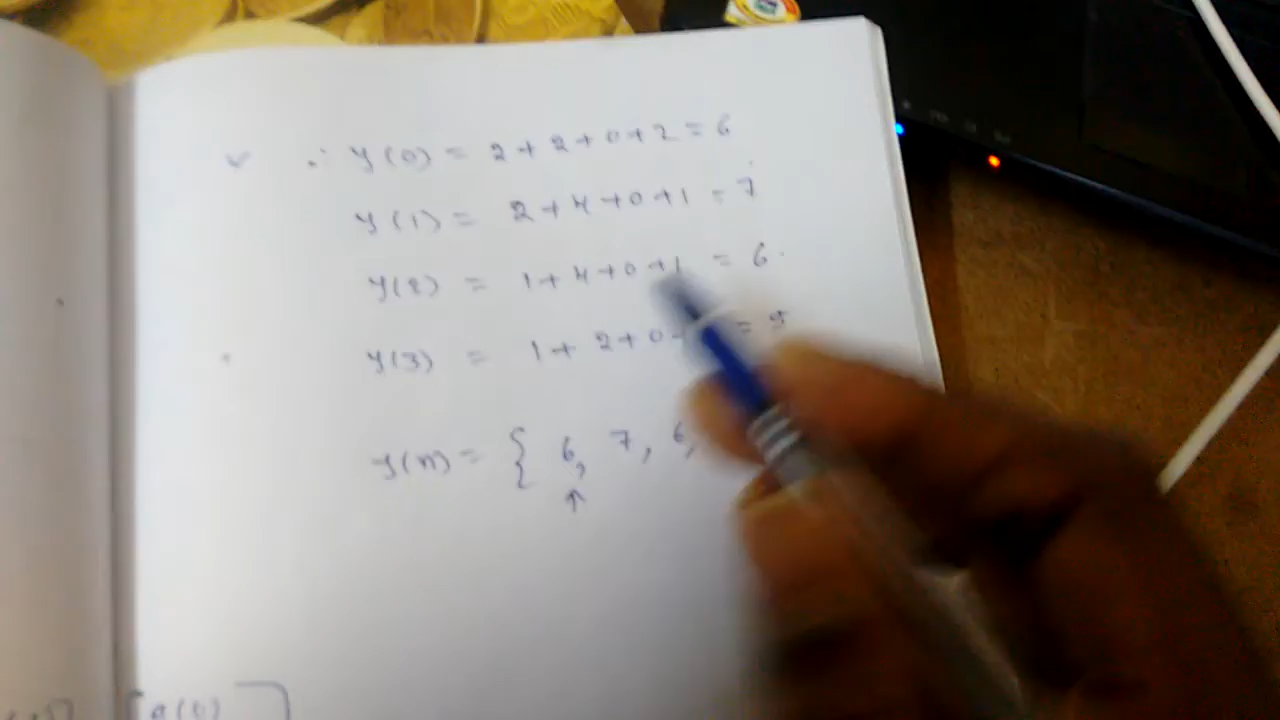 ∴ y(0) = 2 + 2 + 0 + 2 = 6
y(1) = 2 + 4 + 0 + 1 = 7
y(2) = 1 + 4 + 0 + 1 = 6
y(3) = 1 + 2 + 0 = 5
y(n) = { 6, 7, 6,
↑